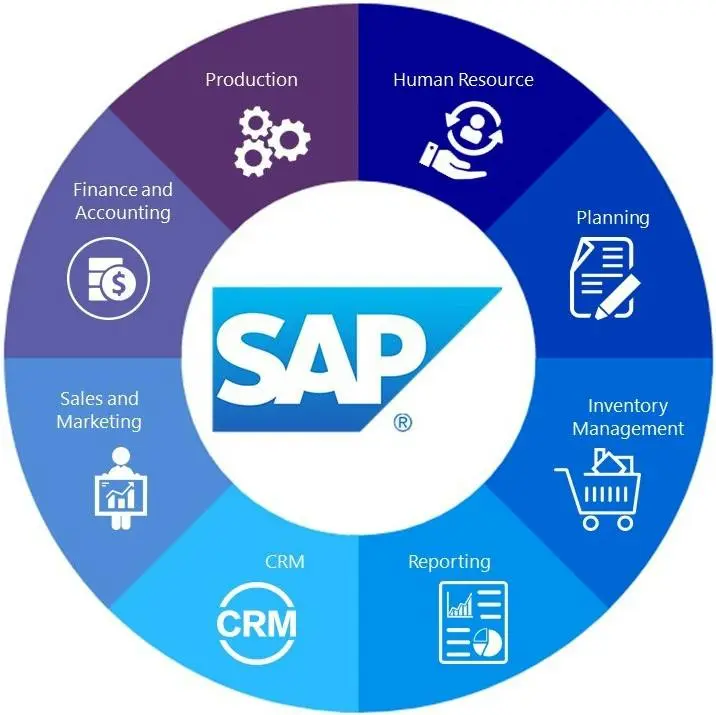 Production
Human Resource
Finance and
Accounting
Planning
$
SAP
®
Sales and
Marketing
Inventory
Management
CRM
Reporting
CRM